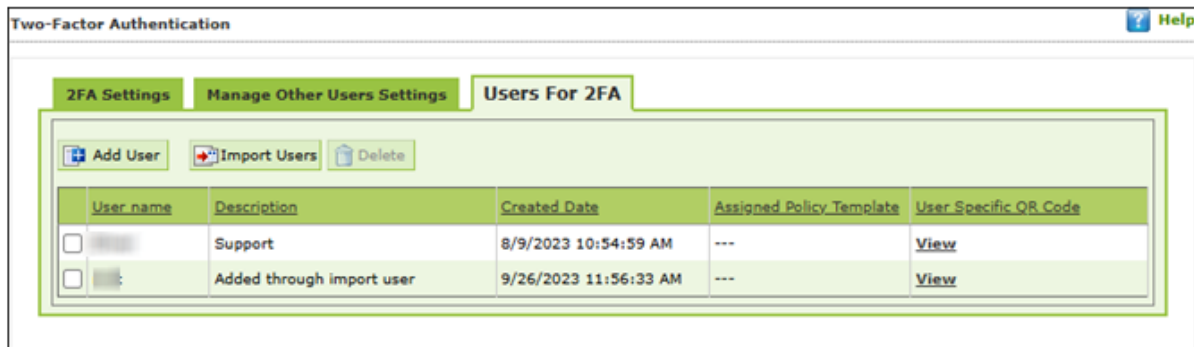 Two-Factor Authentication Help
2FA Settings Manage Other Users Settings Users For 2FA
Add User Import Users Delete
User name Description Created Date Assigned Policy Template User Specific QR Code
Support 8/9/2023 10:54:59 AM --- View
Added through import user 9/26/2023 11:56:33 AM --- View